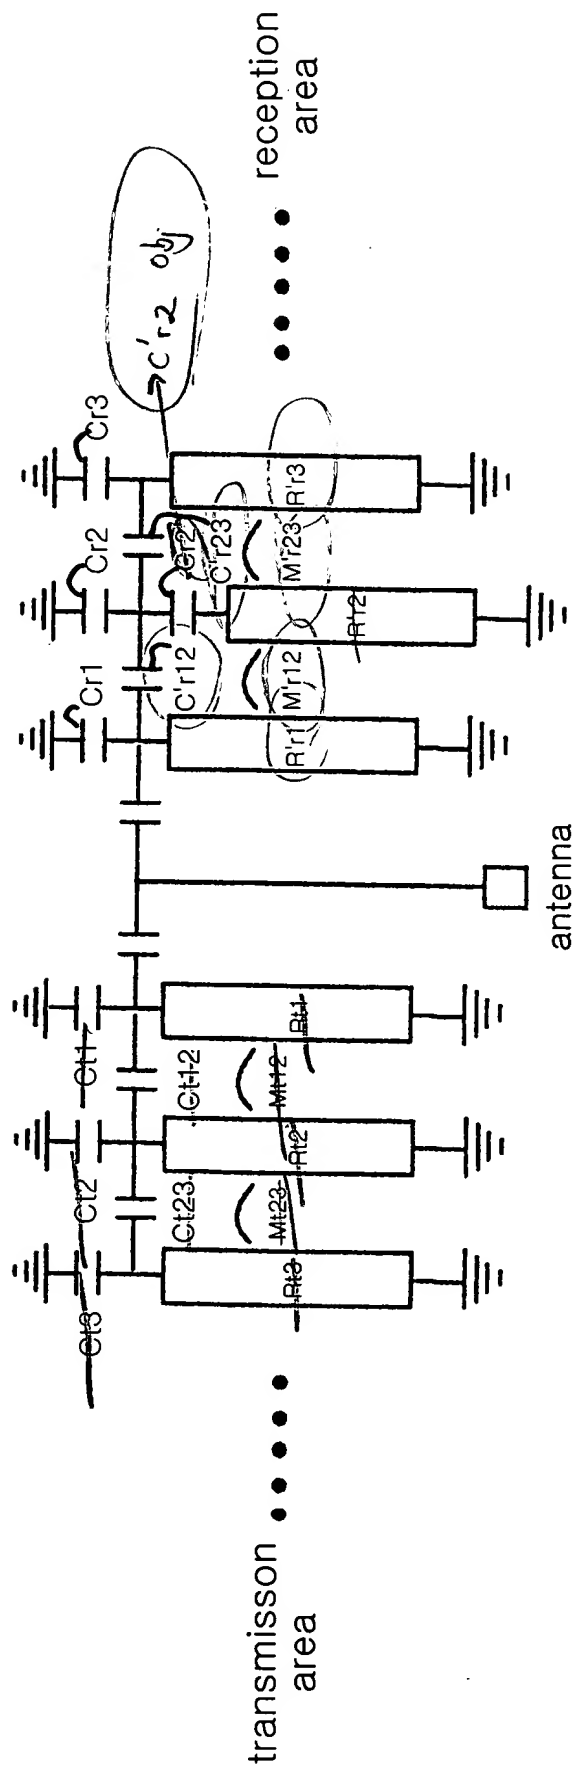 transmisson
area
Ct3
Ct2
Ct1
Ct23
Ct12
Rt3
Mt23
Rt2
Mt12
Rt1
antenna
Cr1
Cr2
Cr3
C'r12
Cr2
C'r23
R'r1
M'r12
R'r2
M'r23
R'r3
C'r2 obj
reception
area